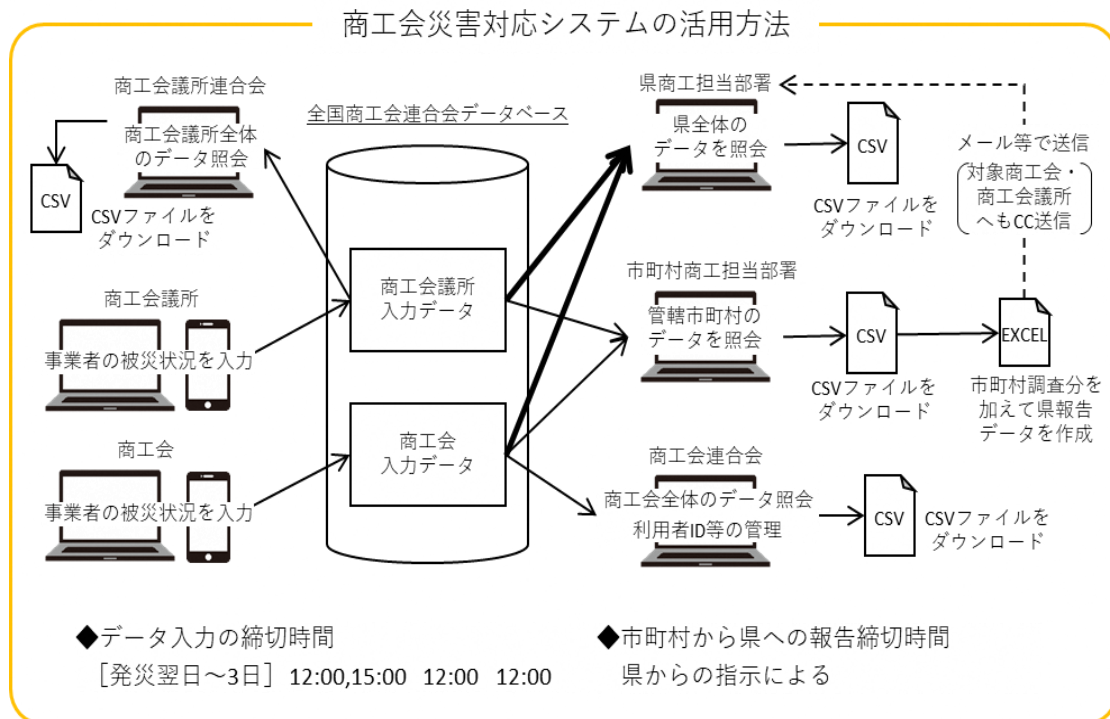 商工会災害対応システムの活用方法
商工会議所連合会
商工会議所全体
のデータ照会
CSV
CSVファイルを
ダウンロード
商工会議所
事業者の被災状況を入力
商工会
事業者の被災状況を入力
全国商工会連合会データベース
商工会議所
入力データ
商工会
入力データ
県商工担当部署
県全体の
データを照会
CSV
CSVファイルを
ダウンロード
メール等で送信
対象商工会・
商工会議所
へもCC送信
市町村商工担当部署
管轄市町村の
データを照会
CSV
CSVファイルを
ダウンロード
EXCEL
市町村調査分を
加えて県報告
データを作成
商工会連合会
商工会全体のデータ照会
利用者ID等の管理
CSV
CSVファイルを
ダウンロード
◆データ入力の締切時間
［発災翌日～3日］ 12:00,15:00 12:00 12:00
◆市町村から県への報告締切時間
県からの指示による